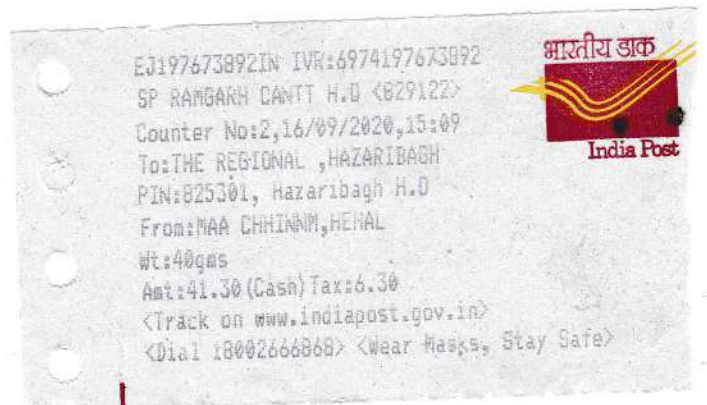 EJ197673892IN IVR:6974197673892
SP RAMGARH CANTT H.O <829122>
Counter No:2,16/09/2020,15:09
To:THE REGIONAL ,HAZARIBAGH
PIN:825301, Hazaribagh H.O
From:MAA CHHINNM,HEHAL
Wt:40gms
Amt:41.30(Cash)Tax:6.30
<Track on www.indiapost.gov.in>
<Dial 18002666868> <Wear Masks, Stay Safe>
भारतीय डाक
India Post